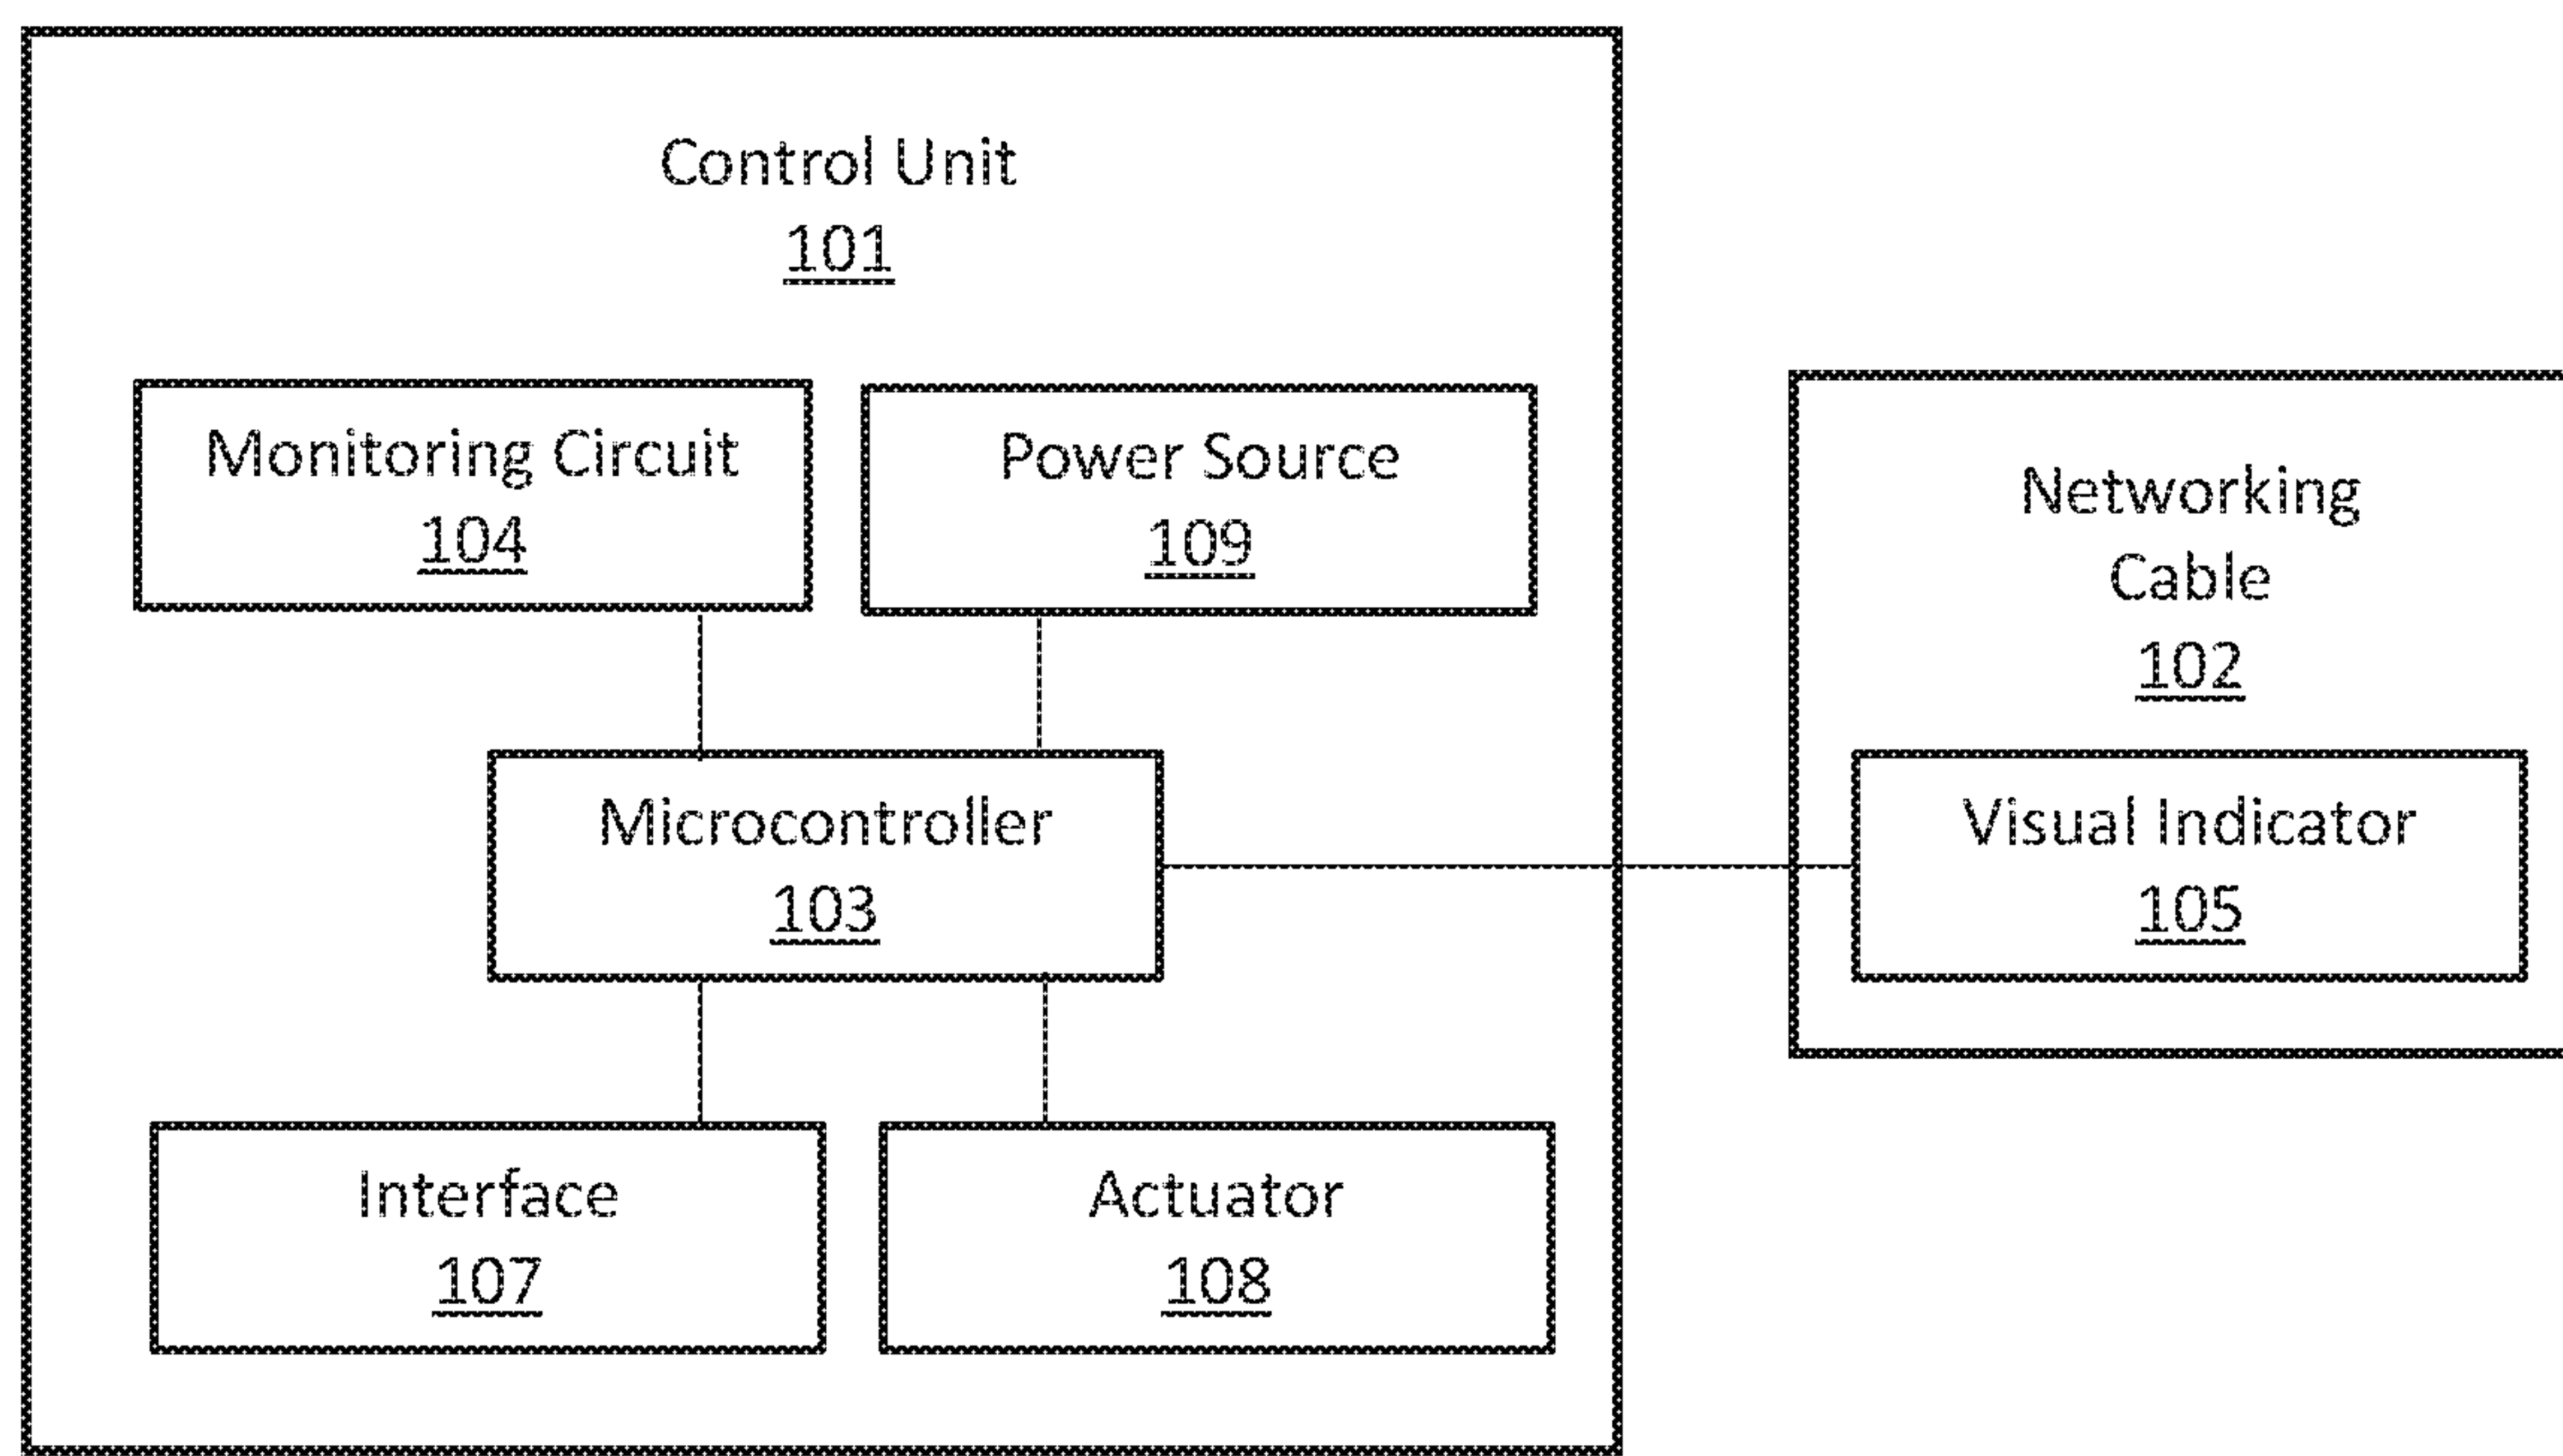 Control Unit
101
Monitoring Circuit
104
Power Source
109
Networking
Cable
102
Microcontroller
103
Visual Indicator
105
Interface
107
Actuator
108